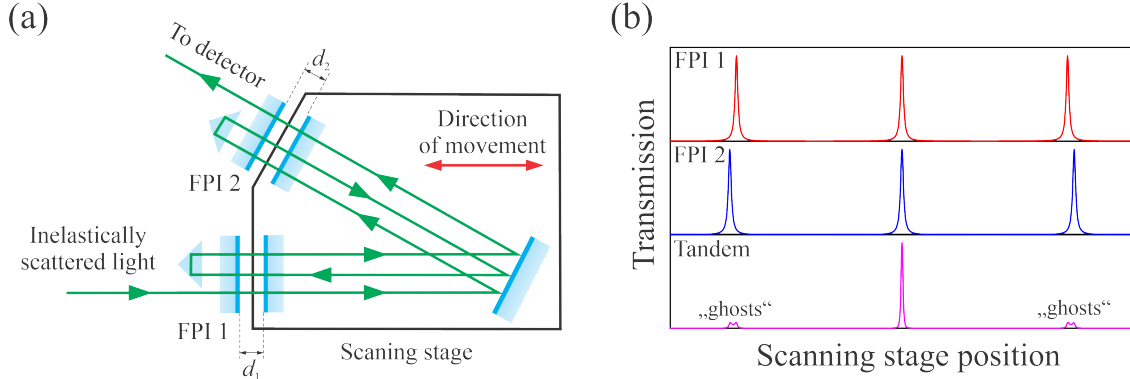 (a)
To detector
d2
Direction
of movement
FPI 2
Inelastically
scattered light
FPI 1
d1
Scaning stage
(b)
Transmission
FPI 1
FPI 2
Tandem
„ghosts“
„ghosts“
Scanning stage position